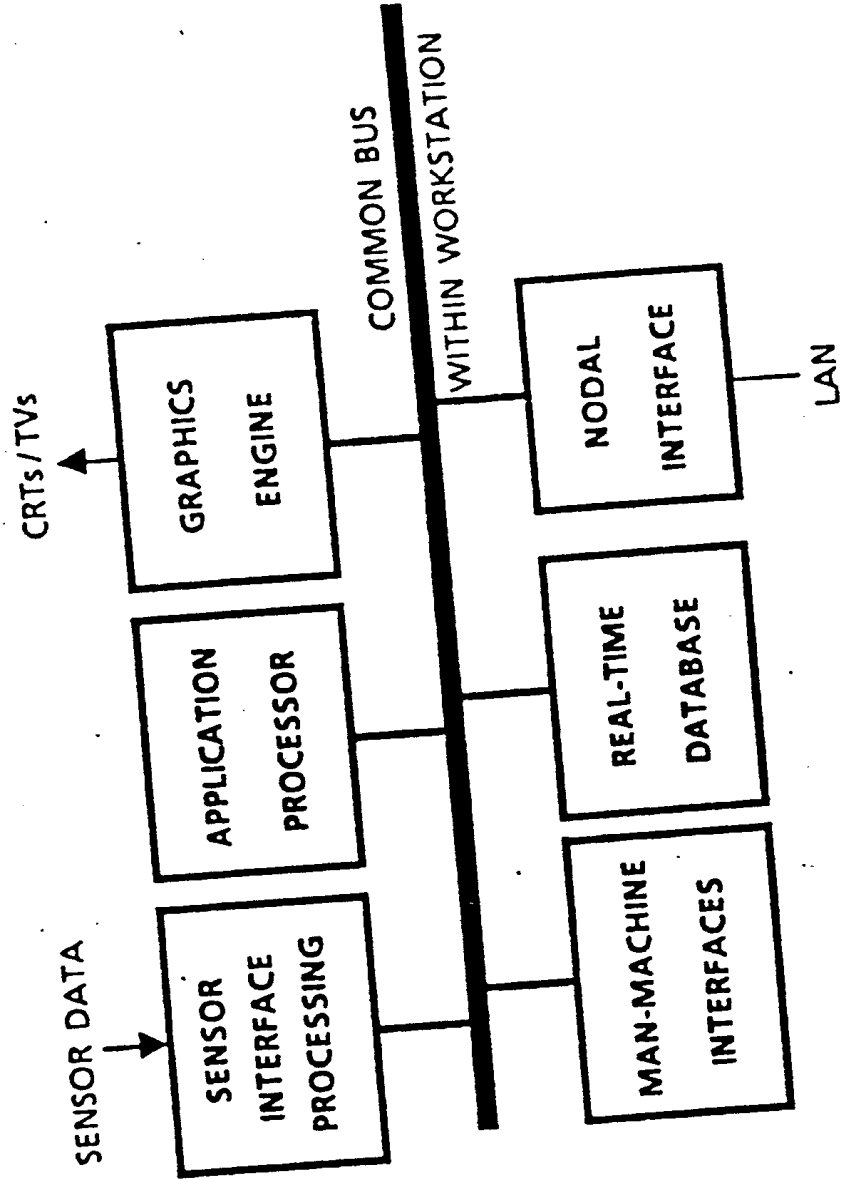 SENSOR DATA
CRTs/TVs
SENSOR
INTERFACE
PROCESSING
APPLICATION
PROCESSOR
GRAPHICS
ENGINE
COMMON BUS
WITHIN WORKSTATION
MAN-MACHINE
INTERFACES
REAL-TIME
DATABASE
NODAL
INTERFACE
LAN